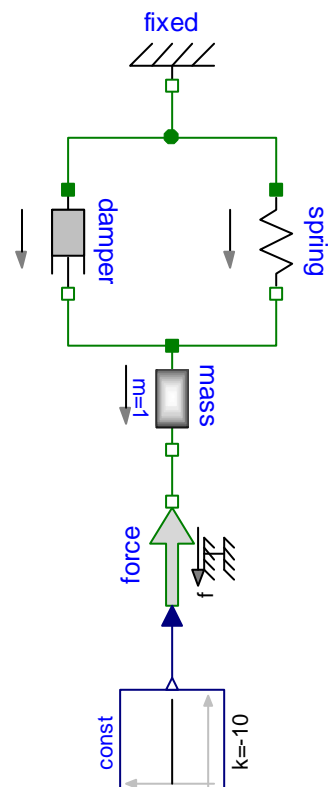 fixed
damper
spring
mass
m=1
force
f
const
k=-10